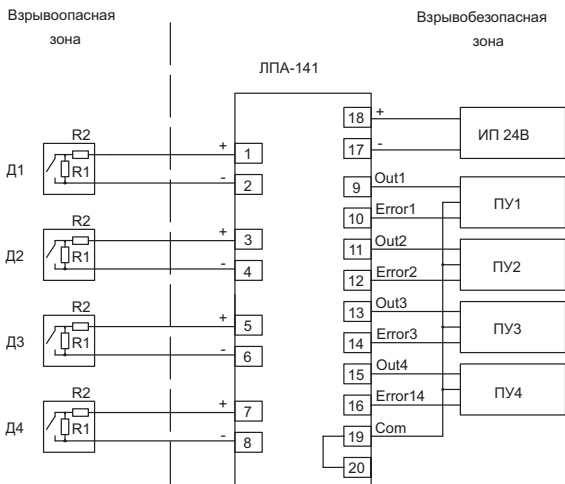 Взрывоопасная
зона
Взрывобезопасная
зона
ЛПА-141
Д1
R2
R1
+ 1
- 2
Д2
R2
R1
+ 3
- 4
Д3
R2
R1
+ 5
- 6
Д4
R2
R1
+ 7
- 8
18 +
17 -
ИП 24В
9 Out1
10 Error1
ПУ1
11 Out2
12 Error2
ПУ2
13 Out3
14 Error3
ПУ3
15 Out4
16 Error14
ПУ4
19 Com
20